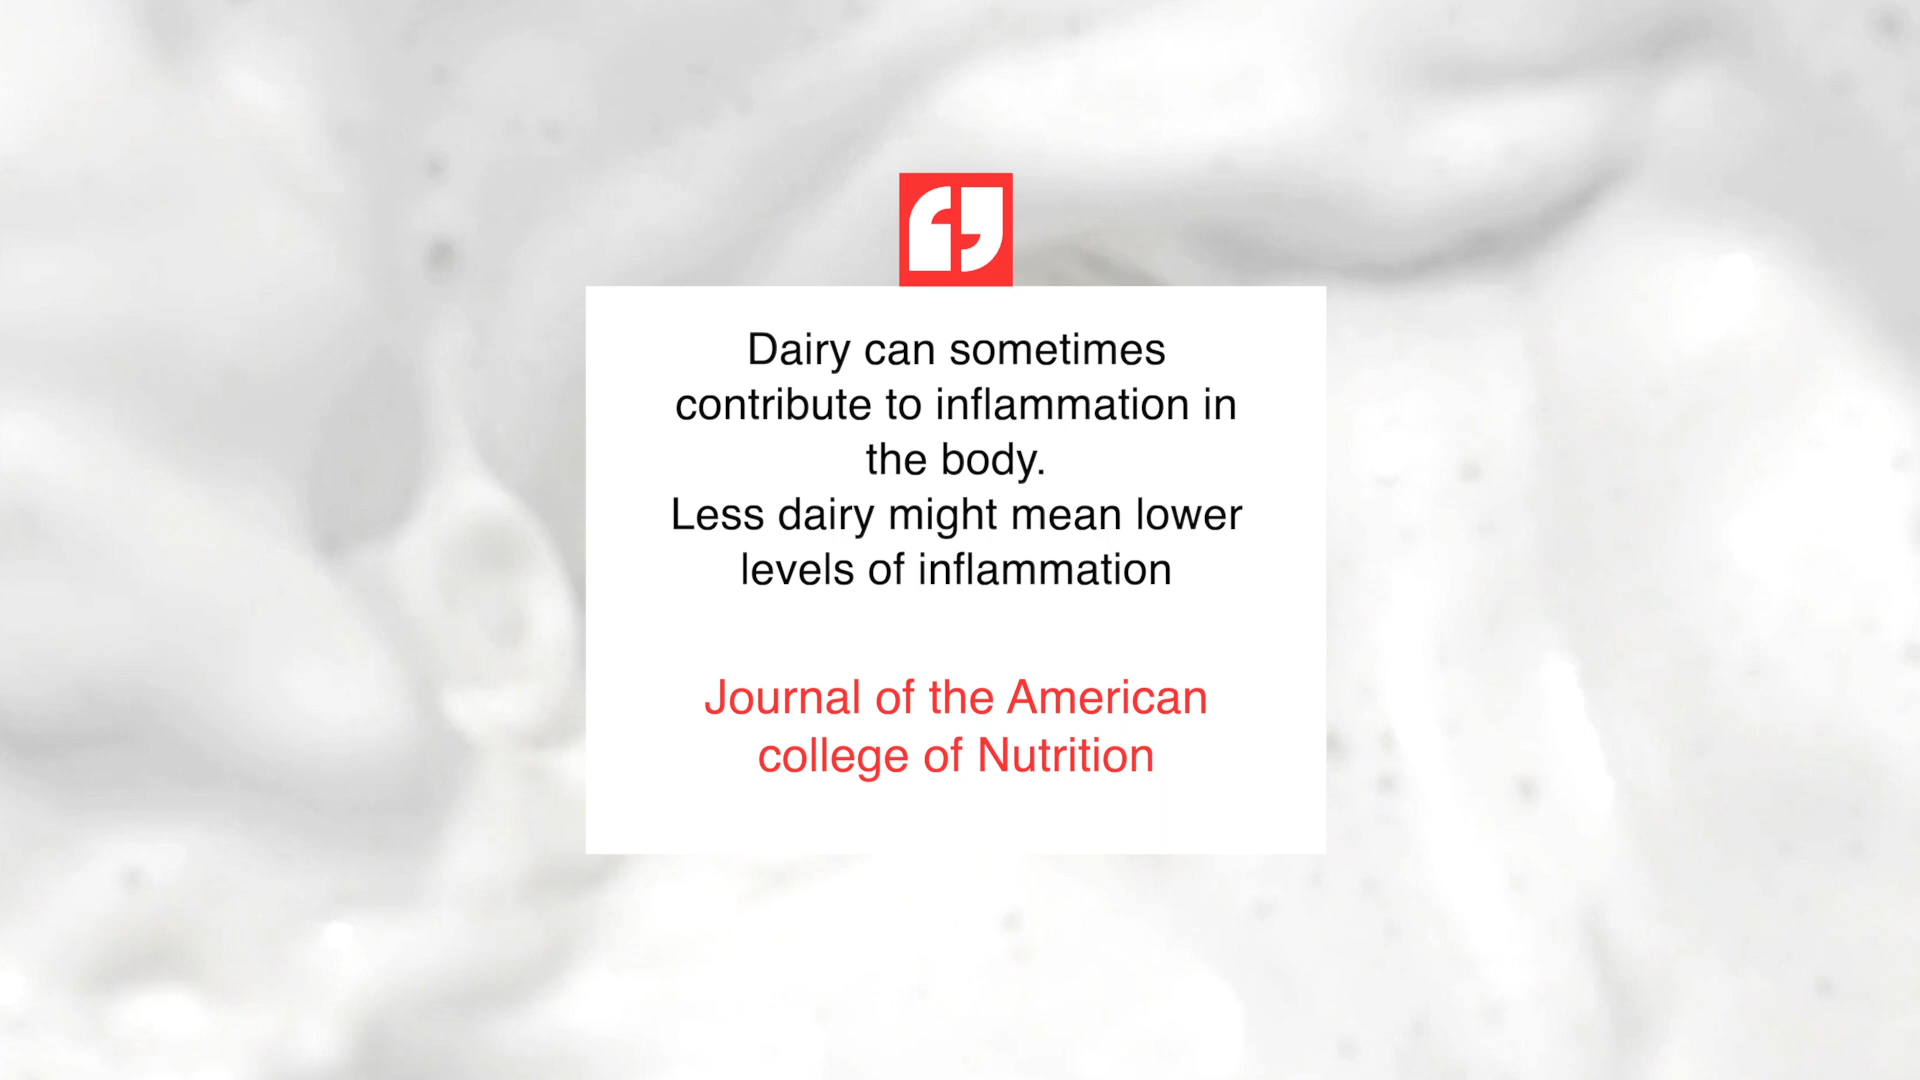 Dairy can sometimes
contribute to inflammation in
the body.
Less dairy might mean lower
levels of inflammation
Journal of the American
college of Nutrition